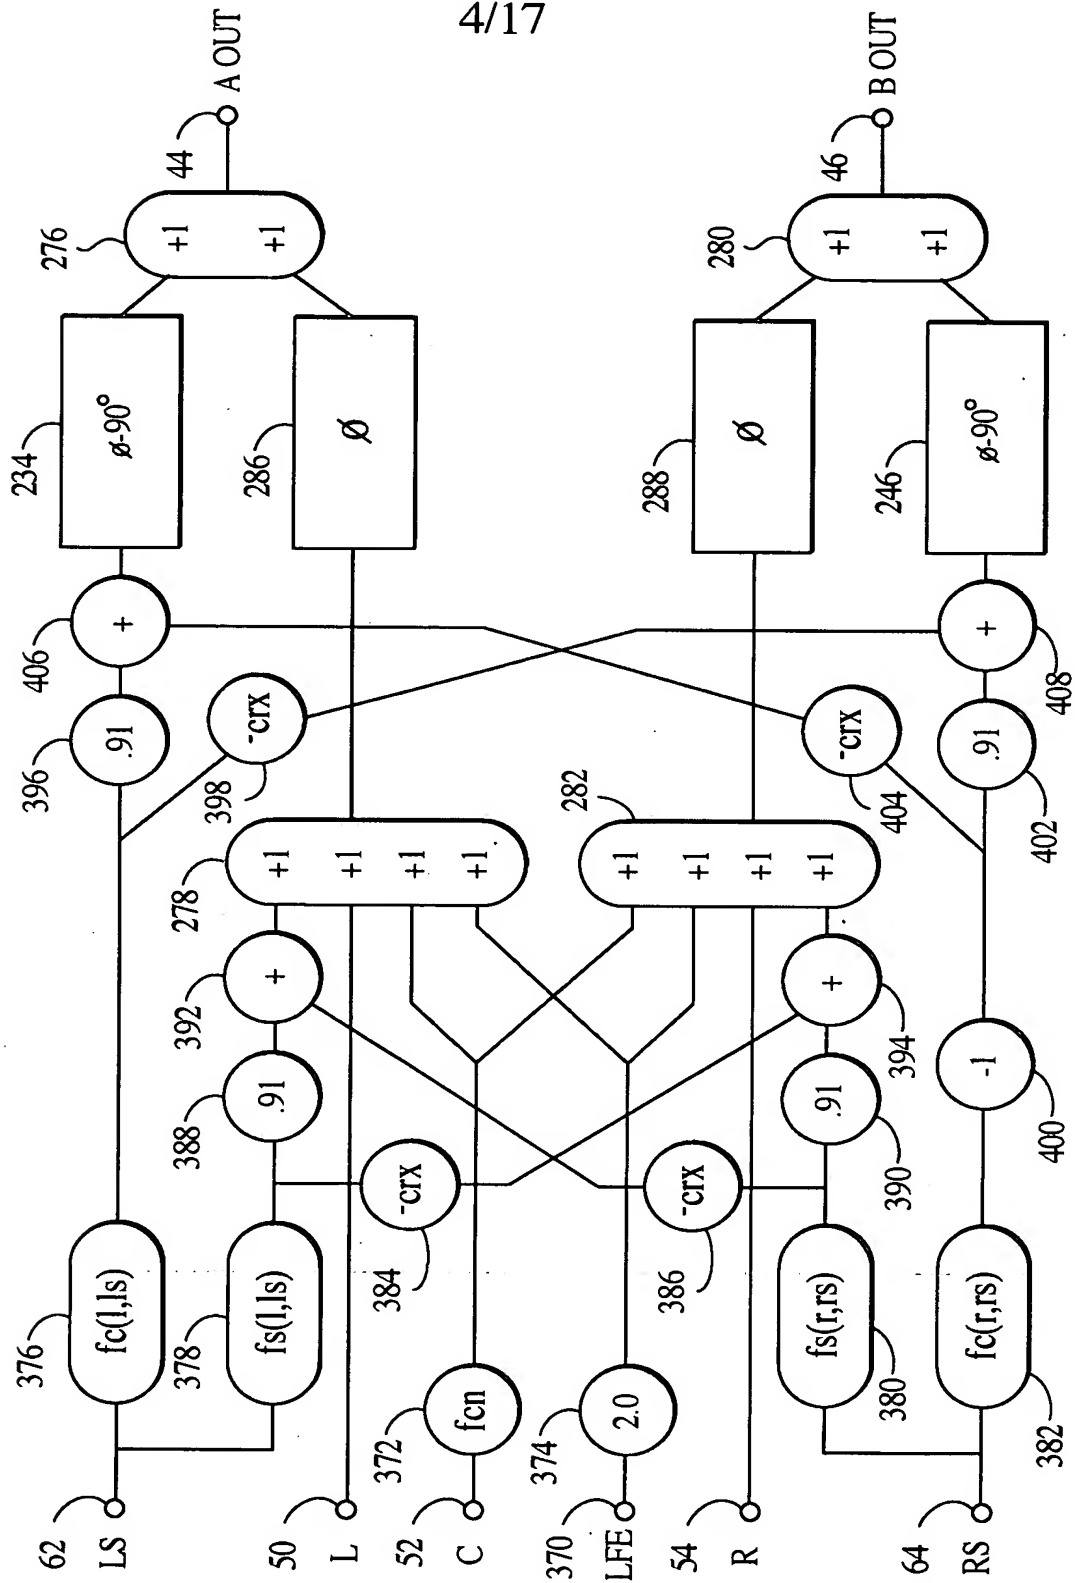 4/17
62
LS
376
fc(l,ls)
396
.91
406
+
234
ø-90°
276
+1
+1
44
A OUT
378
fs(l,ls)
388
.91
392
+
278
+1
+1
+1
+1
398
-crx
286
ø
50
L
384
-crx
52
C
372
fcn
370
LFE
374
2.0
386
-crx
282
+1
+1
+1
+1
404
-crx
288
ø
280
+1
+1
46
B OUT
54
R
380
fs(r,rs)
390
.91
394
+
64
RS
382
fc(r,rs)
400
-1
402
.91
408
+
246
ø-90°